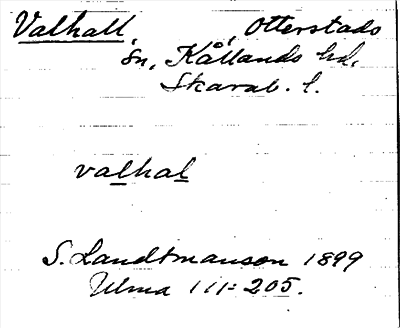 Valhall, , Otterstads
sn, Kållands hd,
Skarab. l.
valhal
S. Landtmanson 1899
Ulma 111:205.